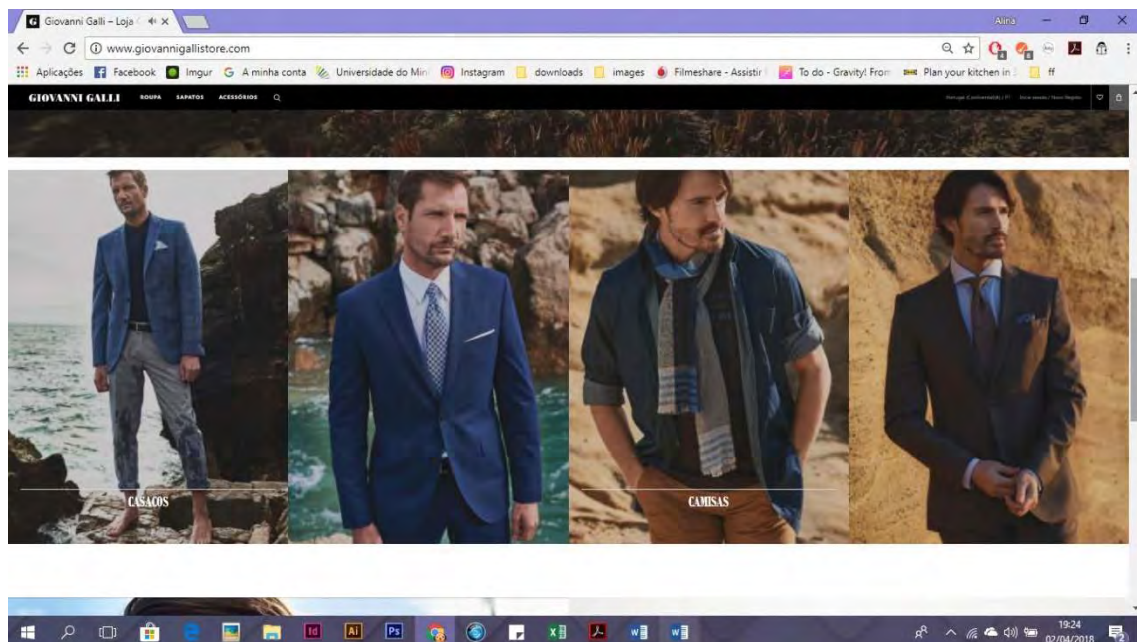 Giovanni Galli – Loja
Alina
www.giovannigallistore.com
Aplicações Facebook Imgur A minha conta Universidade do Min Instagram downloads images Filmeshare - Assistir To do - Gravity! From Plan your kitchen in ff
GIOVANNI GALLI ROUPA SAPATOS ACESSÓRIOS
CASACOS
CAMISAS
19:24
02/04/2018